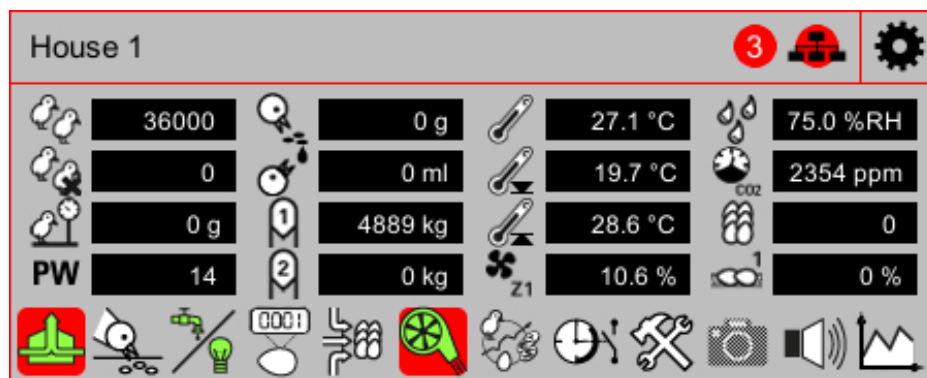 House 1
3
36000 0 g 27.1 °C 75.0 %RH
0 0 ml 19.7 °C CO2 2354 ppm
0 g 1 4889 kg 28.6 °C 0
PW 14 2 0 kg Z1 10.6 % 1 0 %
0001